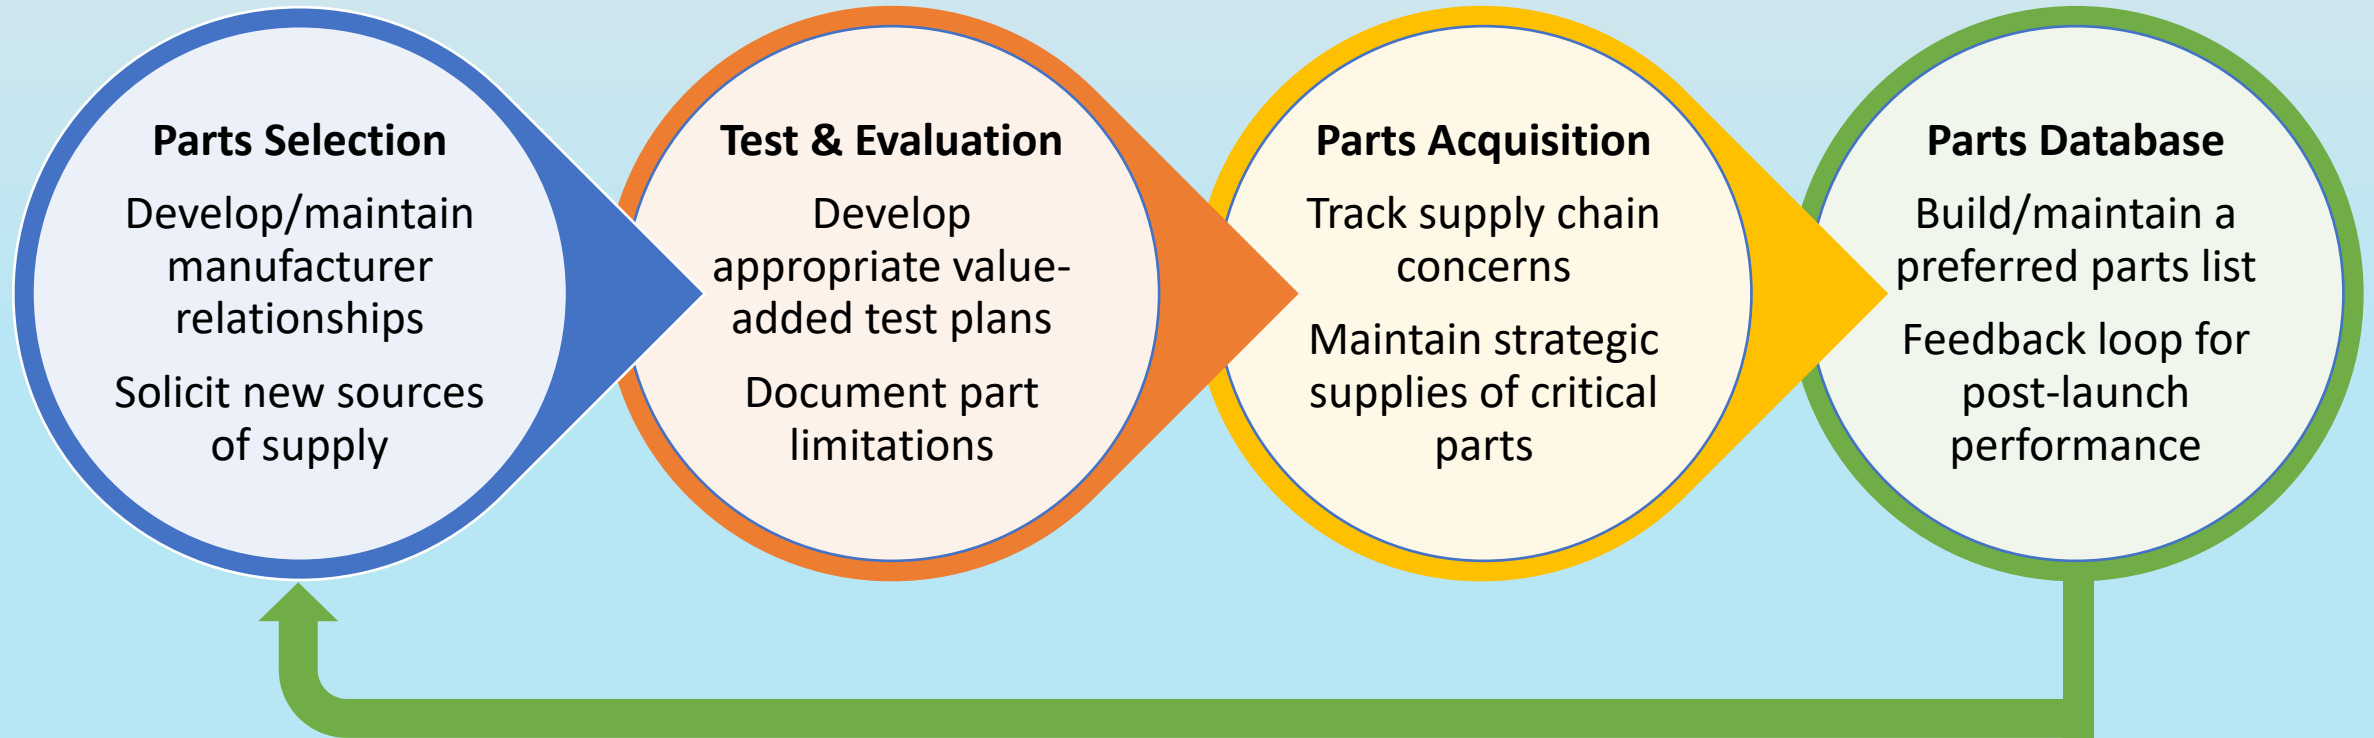 Parts Selection
Develop/maintain
manufacturer
relationships
Solicit new sources
of supply
Test & Evaluation
Develop
appropriate value-
added test plans
Document part
limitations
Parts Acquisition
Track supply chain
concerns
Maintain strategic
supplies of critical
parts
Parts Database
Build/maintain a
preferred parts list
Feedback loop for
post-launch
performance